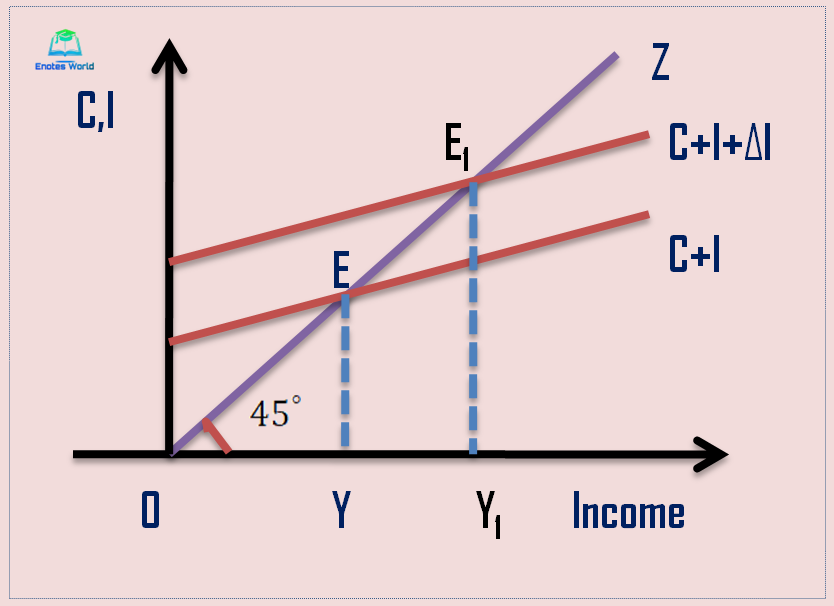 Enotes World
C,I
Z
C+I+ΔI
E₁
C+I
E
45°
O
Y
Y₁
Income